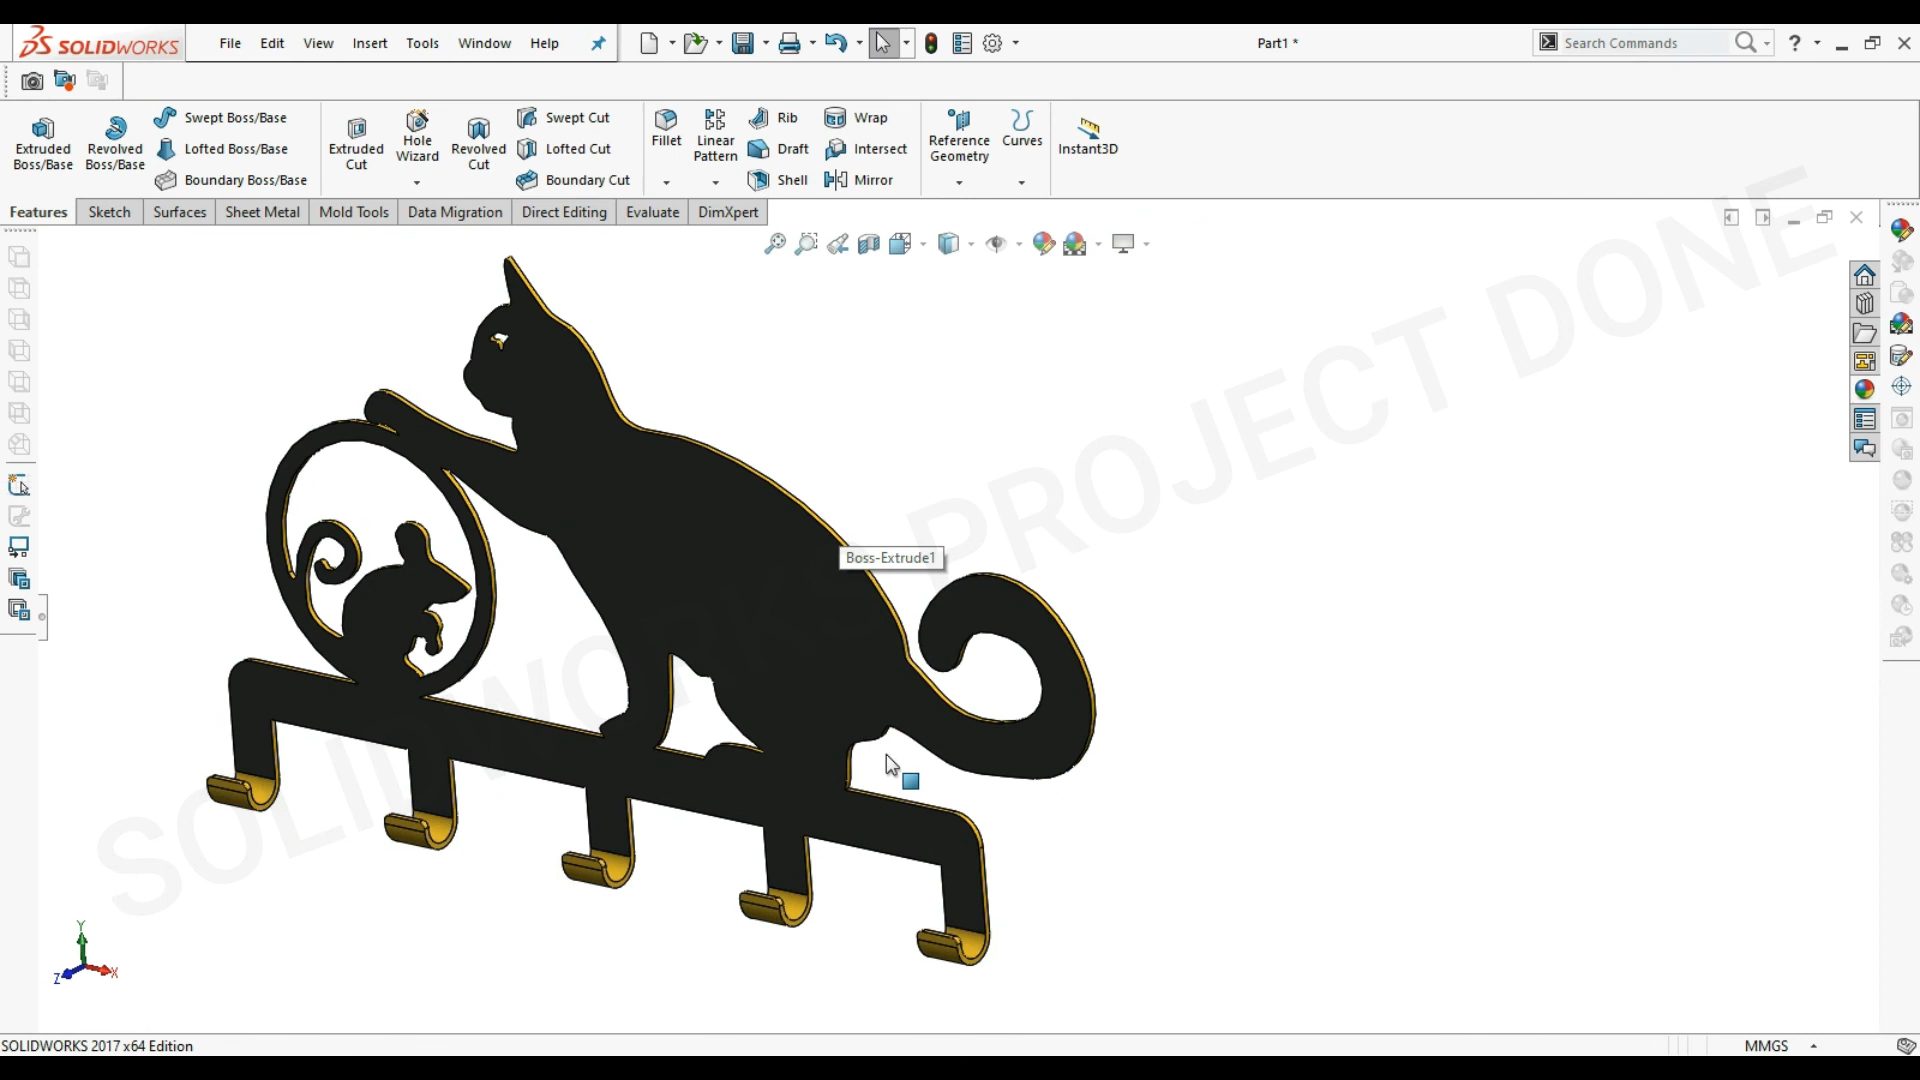 SOLIDWORKS File Edit View Insert Tools Window Help Part1 * Search Commands ?
Extruded Boss/Base Revolved Boss/Base Swept Boss/Base Lofted Boss/Base Boundary Boss/Base Extruded Cut Hole Wizard Revolved Cut Swept Cut Lofted Cut Boundary Cut Fillet Linear Pattern Rib Draft Shell Wrap Intersect Mirror Reference Geometry Curves Instant3D
Features Sketch Surfaces Sheet Metal Mold Tools Data Migration Direct Editing Evaluate DimXpert
SOLIDWORKS PROJECT DONE
Boss-Extrude1
Y
Z X
SOLIDWORKS 2017 x64 Edition MMGS